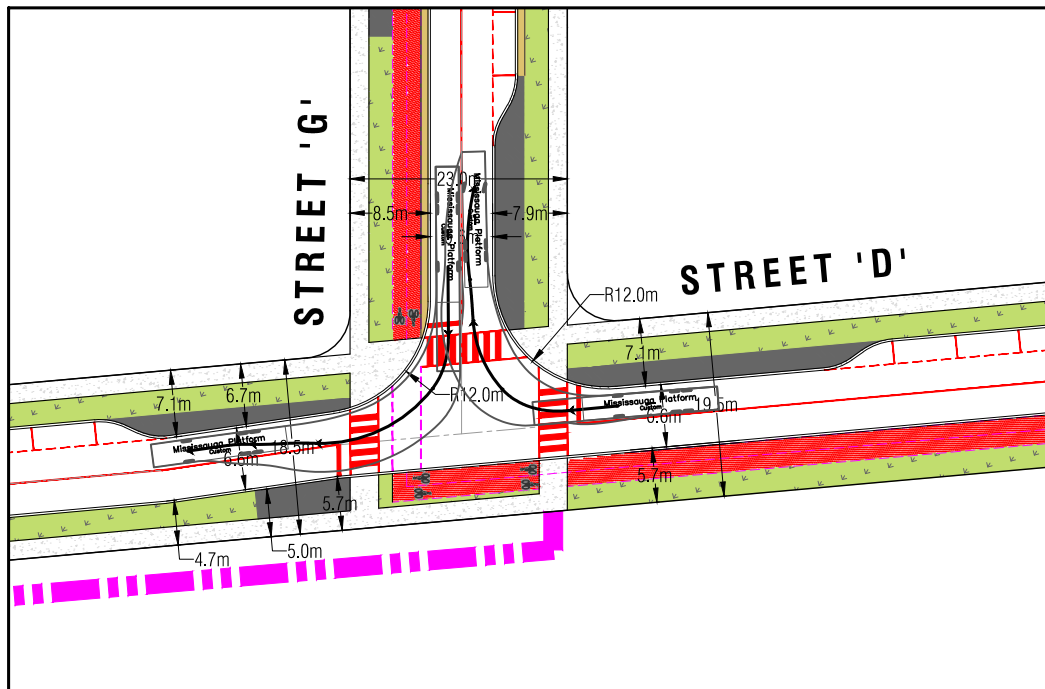 STREET 'G'
23.0m
8.5m
7.9m
Mississauga Platform
Custom
Mississauga Platform
STREET 'D'
R12.0m
7.1m
R12.0m
7.1m
6.7m
Mississauga Platform
Custom
19.5m
6.6m
Mississauga Platform
Custom
18.5m
6.6m
5.7m
5.7m
4.7m
5.0m